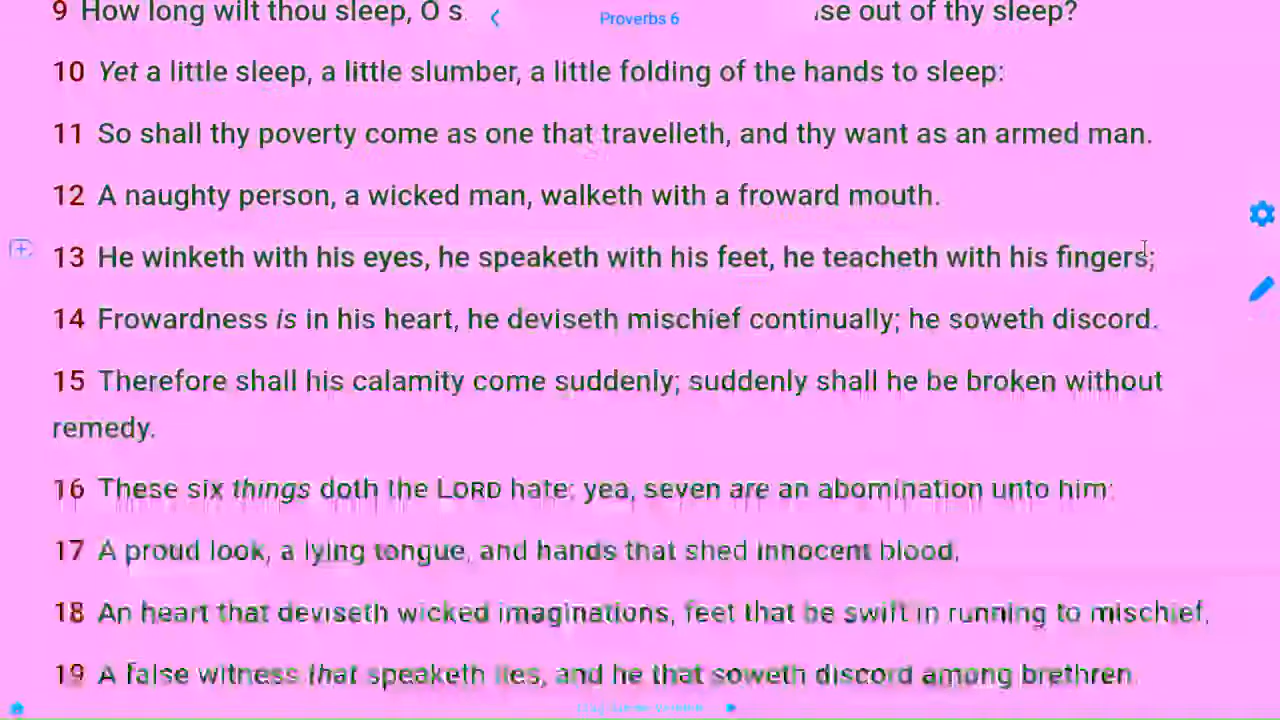 9 How long wilt thou sleep, O s
Proverbs 6
se out of thy sleep?
10 Yet a little sleep, a little slumber, a little folding of the hands to sleep:
11 So shall thy poverty come as one that travelleth, and thy want as an armed man.
12 A naughty person, a wicked man, walketh with a froward mouth.
13 He winketh with his eyes, he speaketh with his feet, he teacheth with his fingers;
14 Frowardness is in his heart, he deviseth mischief continually; he soweth discord.
15 Therefore shall his calamity come suddenly; suddenly shall he be broken without
remedy.
16 These six things doth the LORD hate: yea, seven are an abomination unto him:
17 A proud look, a lying tongue, and hands that shed innocent blood,
18 An heart that deviseth wicked imaginations, feet that be swift in running to mischief,
19 A false witness that speaketh lies, and he that soweth discord among brethren.